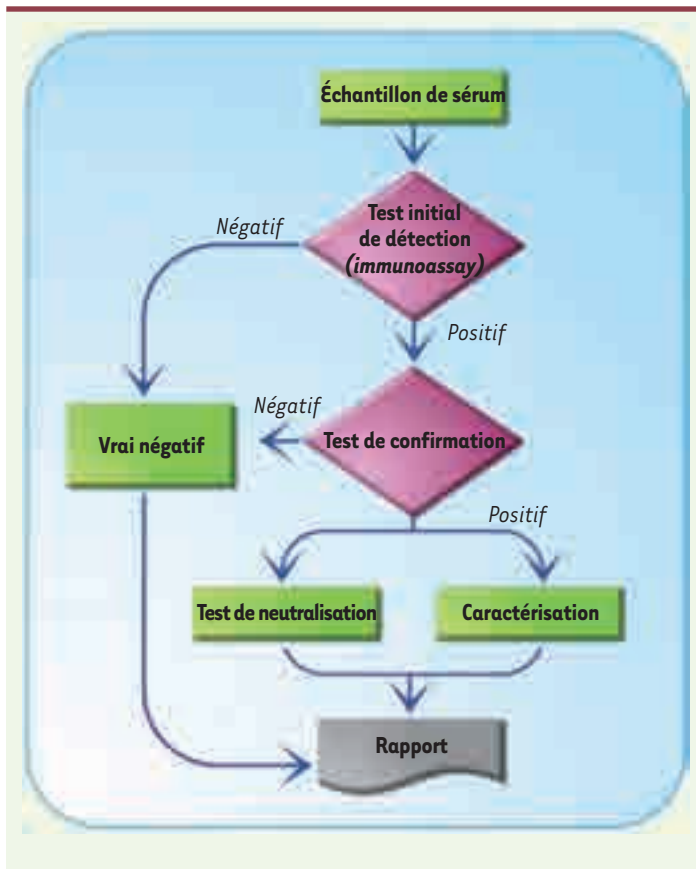 Échantillon de sérum
Test initial
de détection
(immunoassay)
Négatif
Positif
Négatif
Vrai négatif
Test de confirmation
Positif
Test de neutralisation
Caractérisation
Rapport